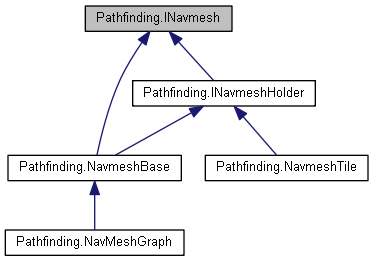 Pathfinding.INavmesh
Pathfinding.INavmeshHolder
Pathfinding.NavmeshBase
Pathfinding.NavmeshTile
Pathfinding.NavMeshGraph